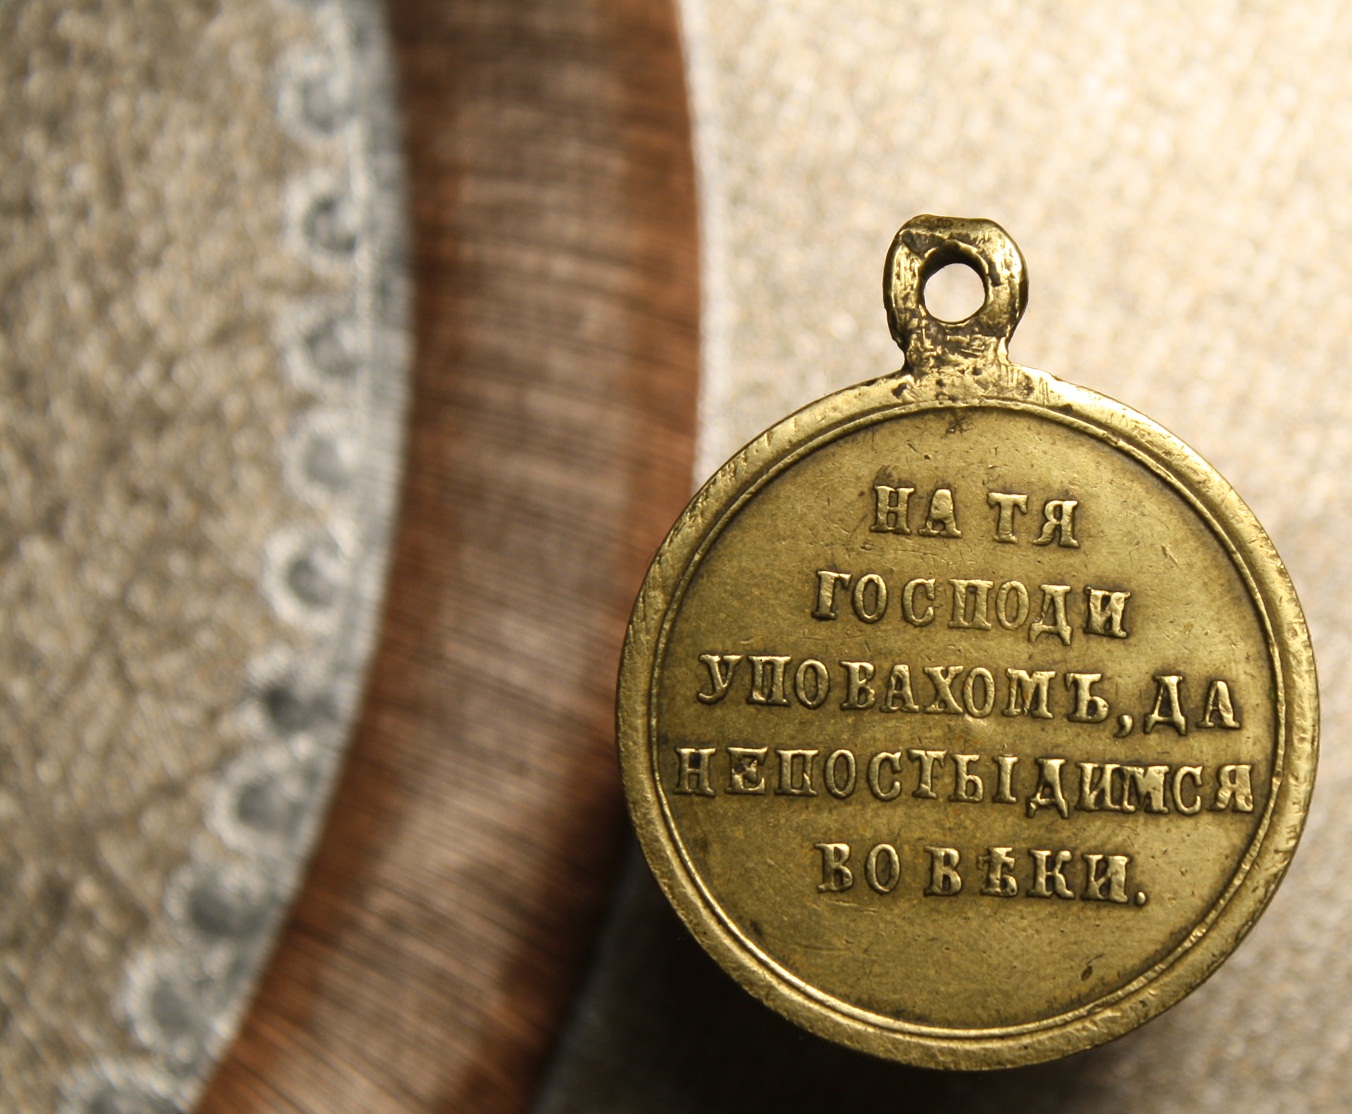 НА ТЯ
ГОСПОДИ
УПОВАХОМЪ, ДА
НЕПОСТЫДИМСЯ
ВО ВѢКИ.